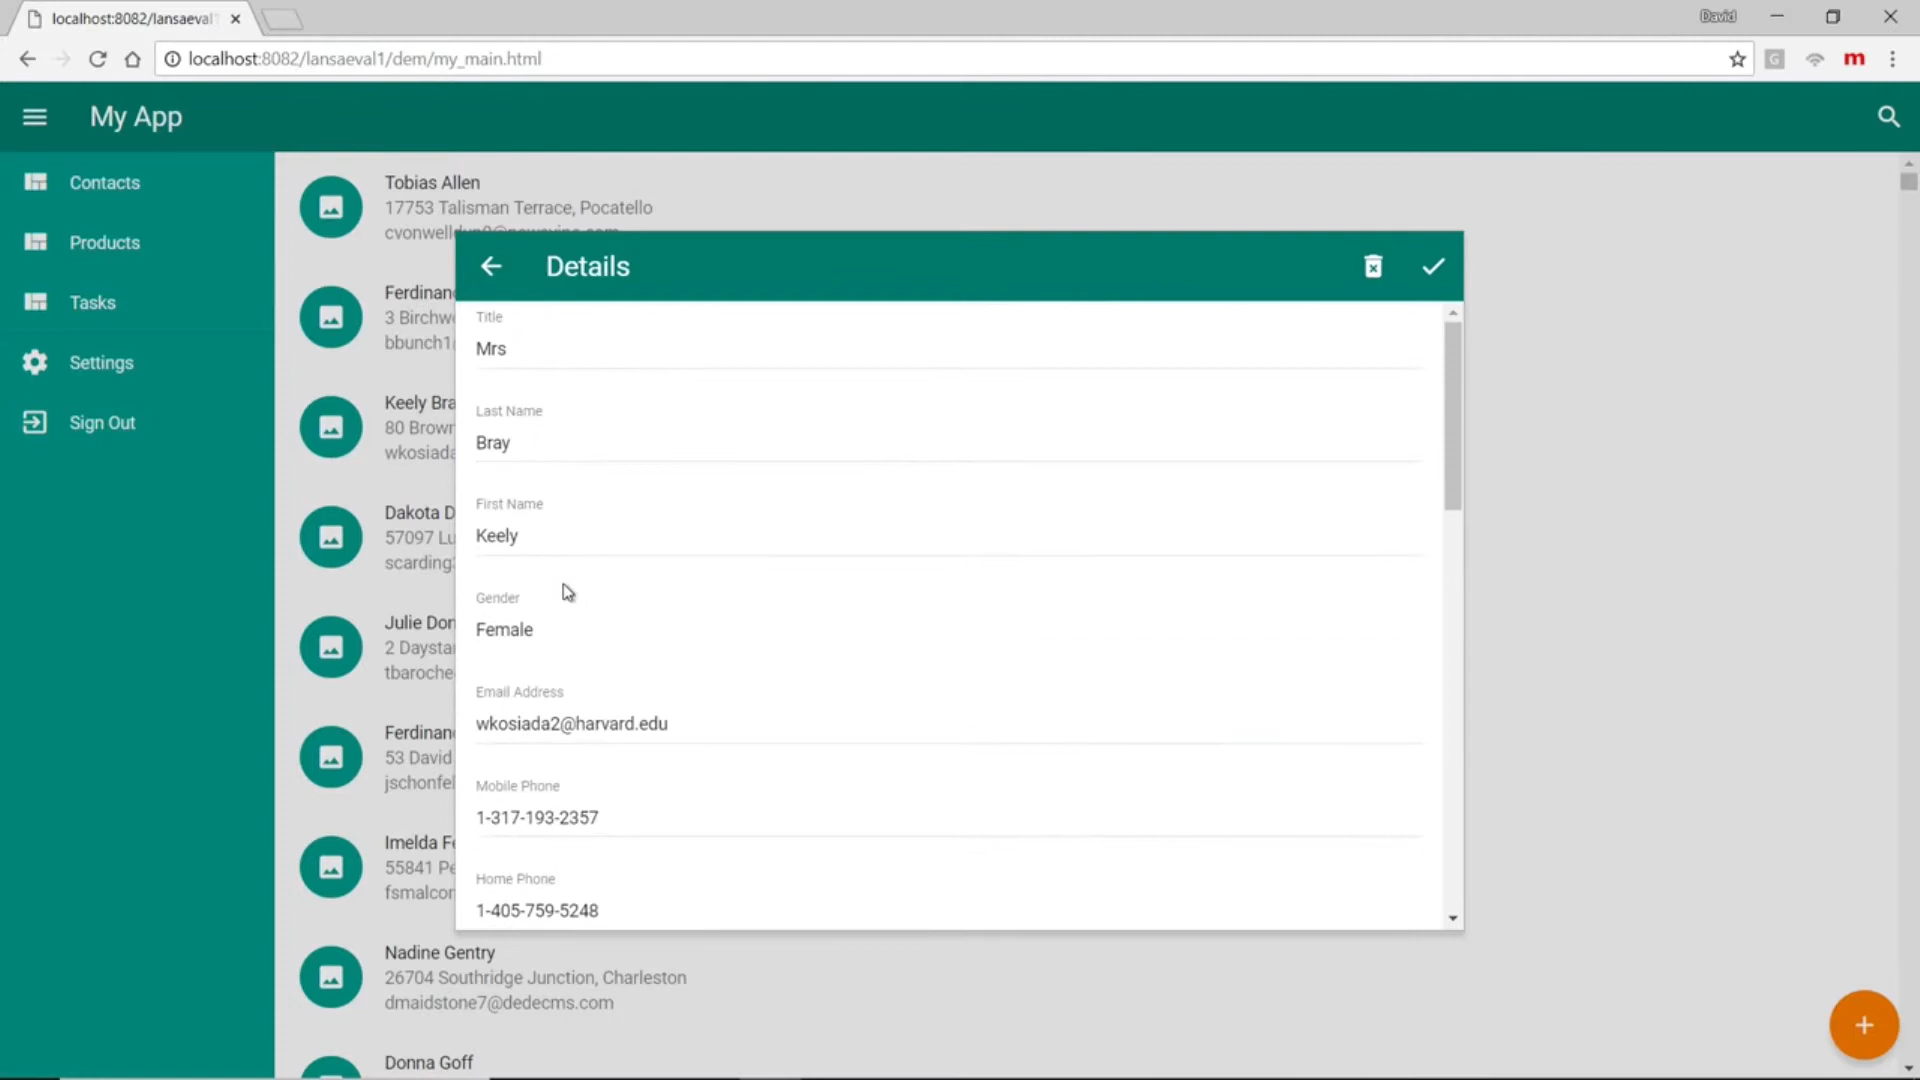 localhost:8082/lansaeval1
David
localhost:8082/lansaeval1/dem/my_main.html
G
m
My App
Contacts
Products
Tasks
Settings
Sign Out
Tobias Allen
17753 Talisman Terrace, Pocatello
Ferdinan
3 Birchw
bbunch1
Keely Bra
80 Brown
wkosiada
Dakota D
57097 Lu
scarding
Julie Don
2 Daysta
tbaroche
Ferdinan
53 David
jschonfel
Imelda Fe
55841 Pe
fsmalcor
Nadine Gentry
26704 Southridge Junction, Charleston
dmaidstone7@dedecms.com
Donna Goff
Details
Title
Mrs
Last Name
Bray
First Name
Keely
Gender
Female
Email Address
wkosiada2@harvard.edu
Mobile Phone
1-317-193-2357
Home Phone
1-405-759-5248